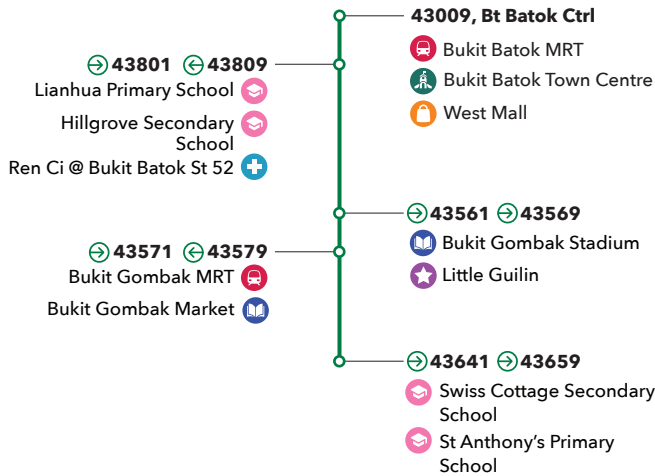 43009, Bt Batok Ctrl
Bukit Batok MRT
Bukit Batok Town Centre
West Mall
43801 43809
Lianhua Primary School
Hillgrove Secondary
School
Ren Ci @ Bukit Batok St 52
43561 43569
Bukit Gombak Stadium
Little Guilin
43571 43579
Bukit Gombak MRT
Bukit Gombak Market
43641 43659
Swiss Cottage Secondary
School
St Anthony's Primary
School